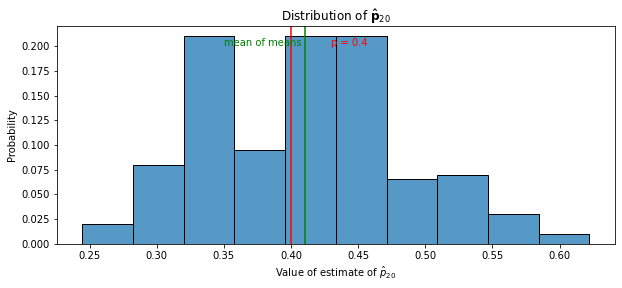 Distribution of p̂₂₀
mean of means
p = 0.4
Probability
0.200
0.175
0.150
0.125
0.100
0.075
0.050
0.025
0.000
0.25 0.30 0.35 0.40 0.45 0.50 0.55 0.60
Value of estimate of p̂₂₀